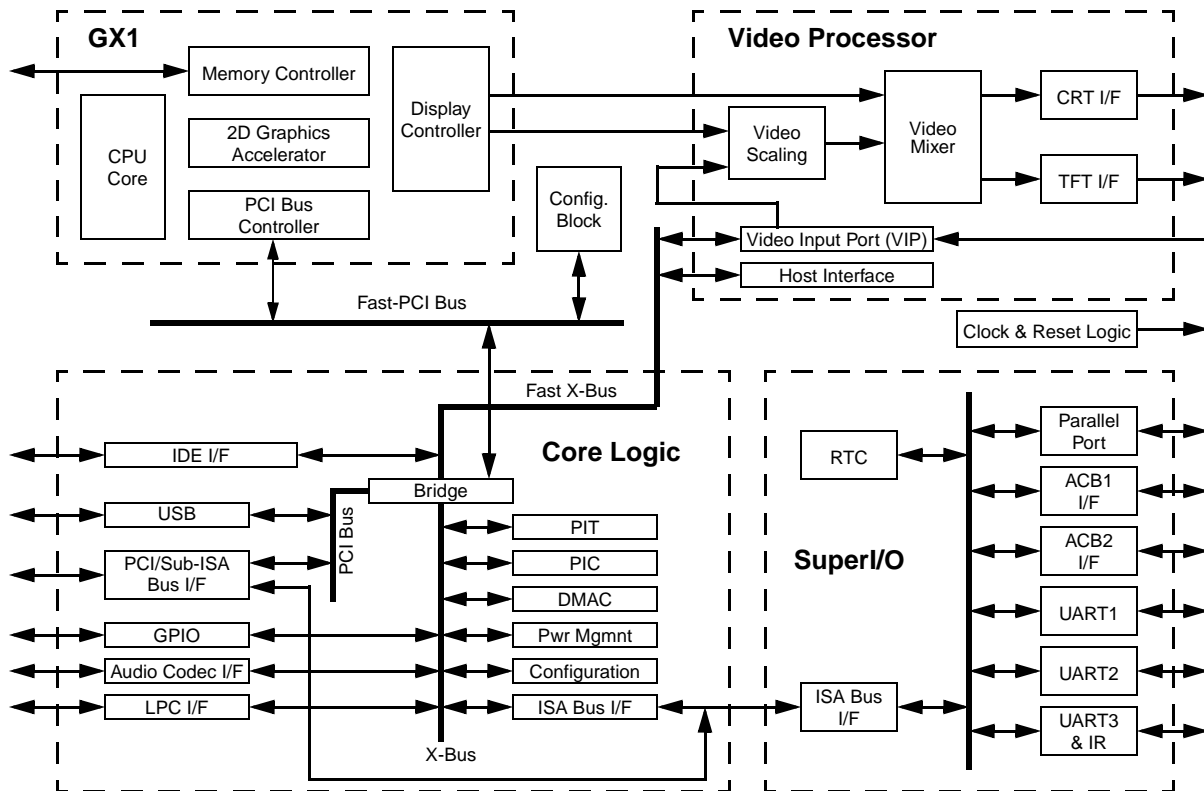 GX1
Memory Controller
CPU
Core
2D Graphics
Accelerator
PCI Bus
Controller
Display
Controller
Config.
Block
Fast-PCI Bus
Video Processor
Video
Scaling
Video
Mixer
CRT I/F
TFT I/F
Video Input Port (VIP)
Host Interface
Clock & Reset Logic
Fast X-Bus
Core Logic
IDE I/F
Bridge
USB
PCI Bus
PCI/Sub-ISA
Bus I/F
GPIO
Audio Codec I/F
LPC I/F
PIT
PIC
DMAC
Pwr Mgmnt
Configuration
ISA Bus I/F
X-Bus
SuperI/O
RTC
ISA Bus
I/F
Parallel
Port
ACB1
I/F
ACB2
I/F
UART1
UART2
UART3
& IR